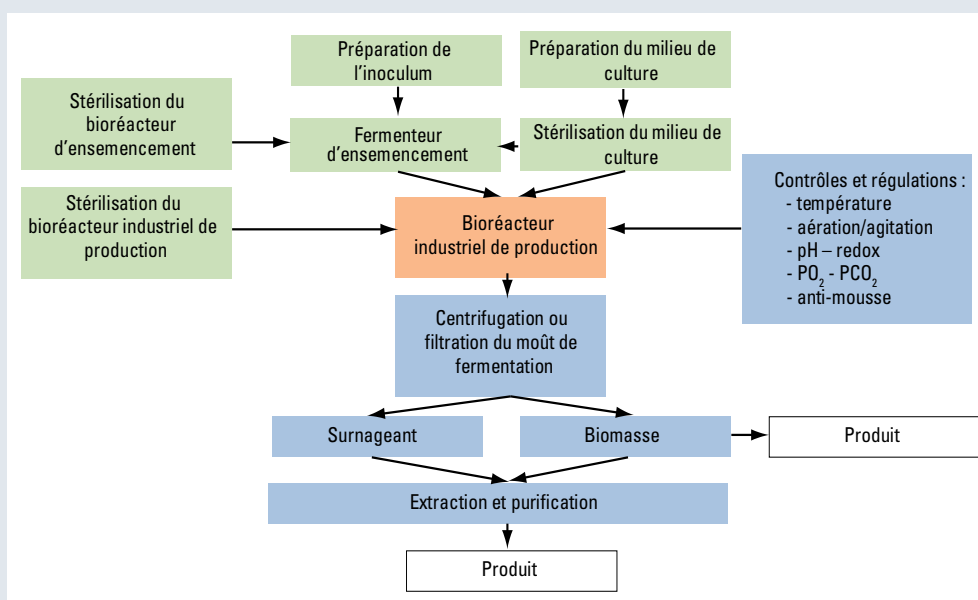 Préparation de
l'inoculum
Préparation du milieu de
culture
Stérilisation du
bioréacteur
d'ensemencement
Fermenteur
d'ensemencement
Stérilisation du milieu de
culture
Stérilisation du
bioréacteur industriel de
production
Bioréacteur
industriel de production
Contrôles et régulations :
- température
- aération/agitation
- pH – redox
- PO₂ - PCO₂
- anti-mousse
Centrifugation ou
filtration du moût de
fermentation
Surnageant
Biomasse
Produit
Extraction et purification
Produit